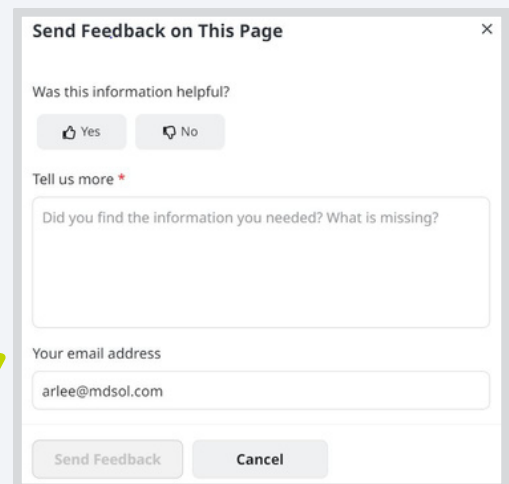 Send Feedback on This Page
Was this information helpful?
Yes No
Tell us more *
Did you find the information you needed? What is missing?
Your email address
arlee@mdsol.com
Send Feedback Cancel